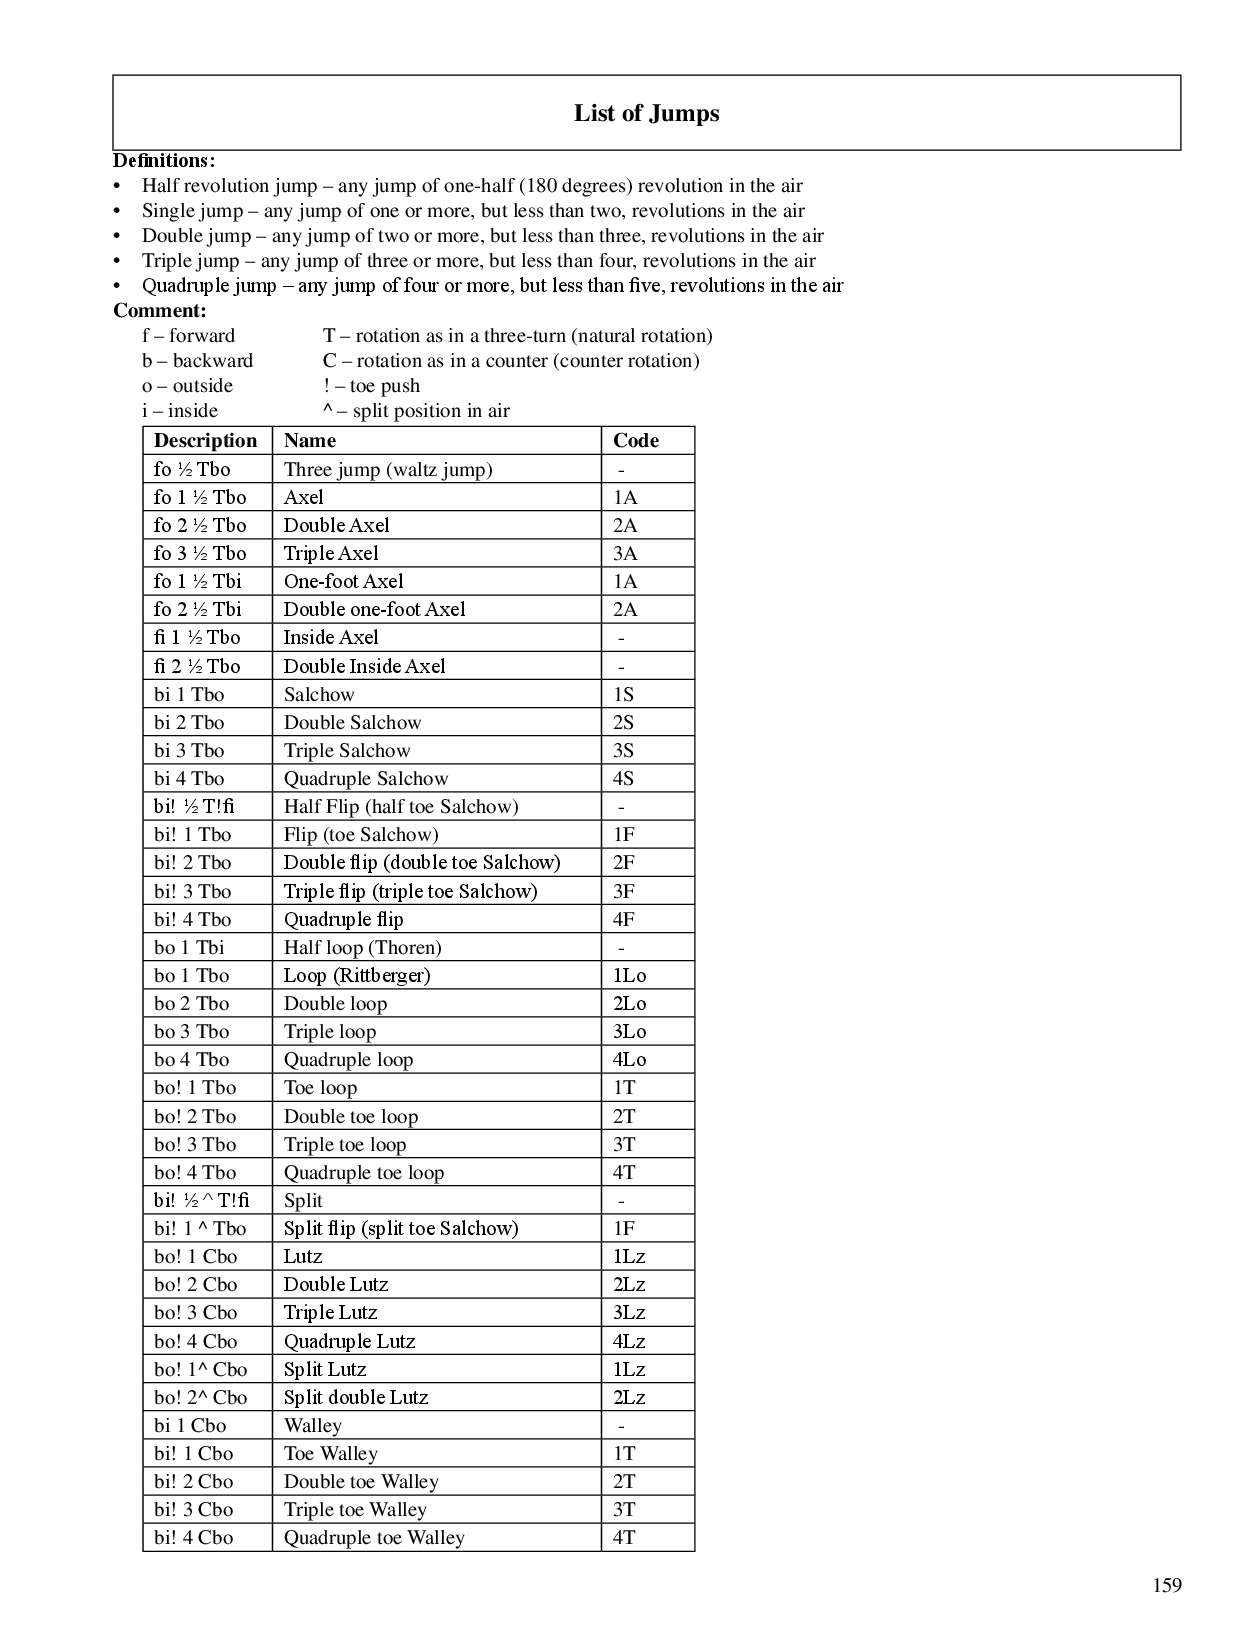 List of Jumps
Definitions:
• Half revolution jump – any jump of one-half (180 degrees) revolution in the air
• Single jump – any jump of one or more, but less than two, revolutions in the air
• Double jump – any jump of two or more, but less than three, revolutions in the air
• Triple jump – any jump of three or more, but less than four, revolutions in the air
• Quadruple jump – any jump of four or more, but less than five, revolutions in the air
Comment:
f – forward T – rotation as in a three-turn (natural rotation)
b – backward C – rotation as in a counter (counter rotation)
o – outside ! – toe push
i – inside ^ – split position in air
Description Name Code
fo ½ Tbo Three jump (waltz jump) -
fo 1 ½ Tbo Axel 1A
fo 2 ½ Tbo Double Axel 2A
fo 3 ½ Tbo Triple Axel 3A
fo 1 ½ Tbi One-foot Axel 1A
fo 2 ½ Tbi Double one-foot Axel 2A
fi 1 ½ Tbo Inside Axel -
fi 2 ½ Tbo Double Inside Axel -
bi 1 Tbo Salchow 1S
bi 2 Tbo Double Salchow 2S
bi 3 Tbo Triple Salchow 3S
bi 4 Tbo Quadruple Salchow 4S
bi! ½ T!fi Half Flip (half toe Salchow) -
bi! 1 Tbo Flip (toe Salchow) 1F
bi! 2 Tbo Double flip (double toe Salchow) 2F
bi! 3 Tbo Triple flip (triple toe Salchow) 3F
bi! 4 Tbo Quadruple flip 4F
bo 1 Tbi Half loop (Thoren) -
bo 1 Tbo Loop (Rittberger) 1Lo
bo 2 Tbo Double loop 2Lo
bo 3 Tbo Triple loop 3Lo
bo 4 Tbo Quadruple loop 4Lo
bo! 1 Tbo Toe loop 1T
bo! 2 Tbo Double toe loop 2T
bo! 3 Tbo Triple toe loop 3T
bo! 4 Tbo Quadruple toe loop 4T
bi! ½ ^ T!fi Split -
bi! 1 ^ Tbo Split flip (split toe Salchow) 1F
bo! 1 Cbo Lutz 1Lz
bo! 2 Cbo Double Lutz 2Lz
bo! 3 Cbo Triple Lutz 3Lz
bo! 4 Cbo Quadruple Lutz 4Lz
bo! 1^ Cbo Split Lutz 1Lz
bo! 2^ Cbo Split double Lutz 2Lz
bi 1 Cbo Walley -
bi! 1 Cbo Toe Walley 1T
bi! 2 Cbo Double toe Walley 2T
bi! 3 Cbo Triple toe Walley 3T
bi! 4 Cbo Quadruple toe Walley 4T
159